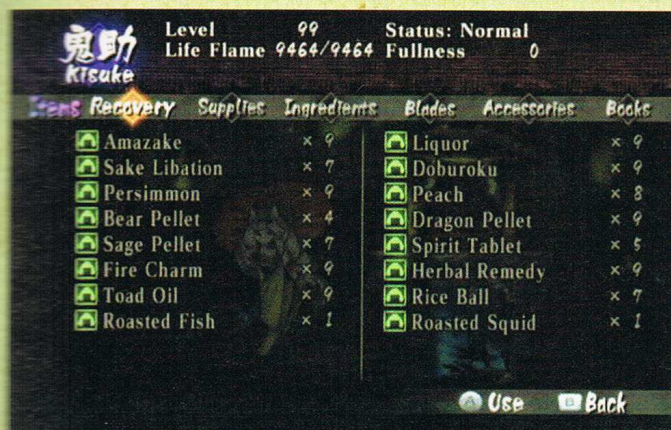 鬼助
Kisuke
Level 99
Life Flame 9464/9464
Status: Normal
Fullness 0
Items Recovery Supplies Ingredients Blades Accessories Books
Amazake × 9
Sake Libation × 7
Persimmon × 9
Bear Pellet × 4
Sage Pellet × 7
Fire Charm × 9
Toad Oil × 9
Roasted Fish × 1
Liquor × 9
Doburoku × 9
Peach × 8
Dragon Pellet × 9
Spirit Tablet × 5
Herbal Remedy × 9
Rice Ball × 7
Roasted Squid × 1
A Use B Back